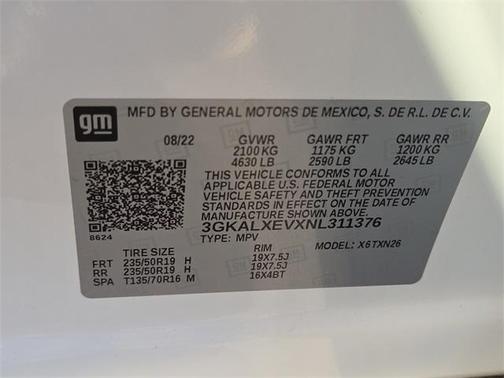 gm
MFD BY GENERAL MOTORS DE MEXICO, S. DE R.L. DE C.V.
08/22 GVWR GAWR FRT GAWR RR
2100 KG 1175 KG 1200 KG
4630 LB 2590 LB 2645 LB
THIS VEHICLE CONFORMS TO ALL
APPLICABLE U.S. FEDERAL MOTOR
VEHICLE SAFETY AND THEFT PREVENTION
STANDARDS IN EFFECT ON THE DATE OF
MANUFACTURE SHOWN ABOVE.
3GKALXEVXNL311376
8624
TYPE: MPV MODEL: X6TXN26
TIRE SIZE RIM
FRT 235/50R19 H 19X7.5J
RR 235/50R19 H 19X7.5J
SPA T135/70R16 M 16X4BT